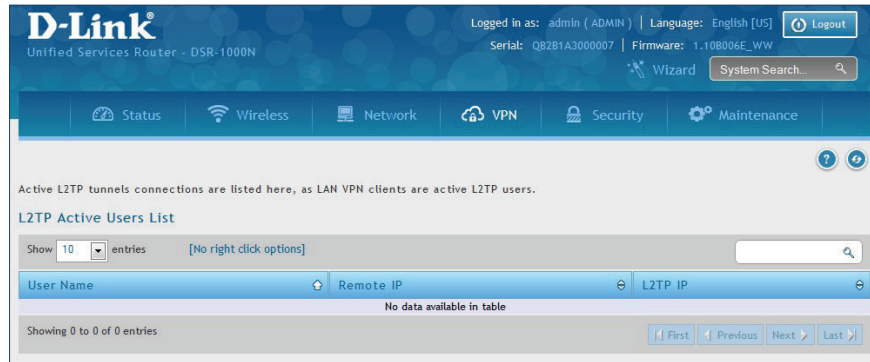 D-Link®
Unified Services Router - DSR-1000N
Logged in as: admin ( ADMIN ) | Language: English [US] Logout
Serial: QB2B1A3000007 | Firmware: 1.10B006E_WW
Wizard System Search...
Status Wireless Network VPN Security Maintenance
Active L2TP tunnels connections are listed here, as LAN VPN clients are active L2TP users.
L2TP Active Users List
Show 10 entries [No right click options]
User Name Remote IP L2TP IP
No data available in table
Showing 0 to 0 of 0 entries First Previous Next Last